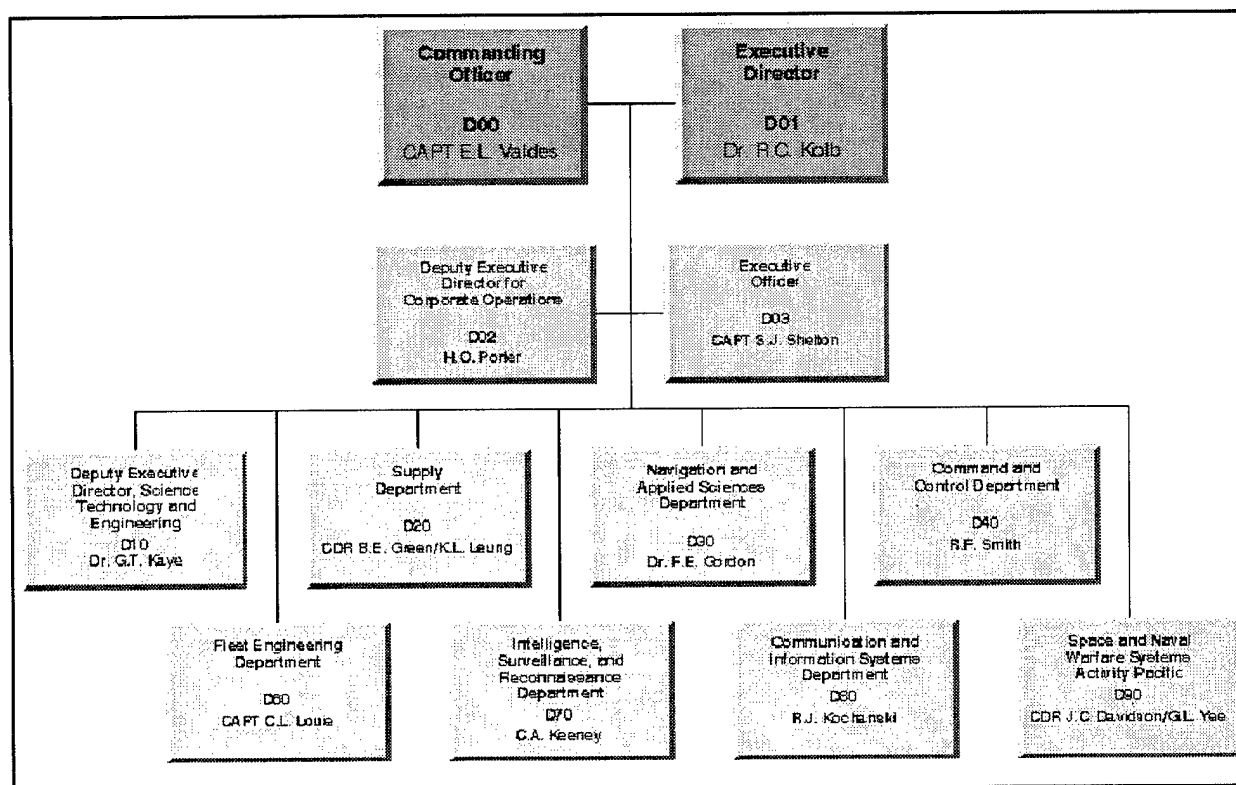 Commanding
Officer
D00
CAPT E.L. Valdes
Executive
Director
D01
Dr. R.C. Kolb
Deputy Executive
Director for
Corporate Operations
D02
H.O. Porter
Executive
Officer
D03
CAPT S.J. Shelton
Deputy Executive
Director, Science
Technology and
Engineering
D10
Dr. G.T. Kaye
Supply
Department
D20
CDR B.E. Green/K.L. Leung
Navigation and
Applied Sciences
Department
D30
Dr. F.E. Gordon
Command and
Control Department
D40
R.F. Smith
Fleet Engineering
Department
D60
CAPT C.L. Louie
Intelligence,
Surveillance, and
Reconnaissance
Department
D70
C.A. Keeney
Communication and
Information Systems
Department
D80
R.J. Kochanski
Space and Naval
Warfare Systems
Activity Pacific
D90
CDR J.C. Davidson/G.L. Yee